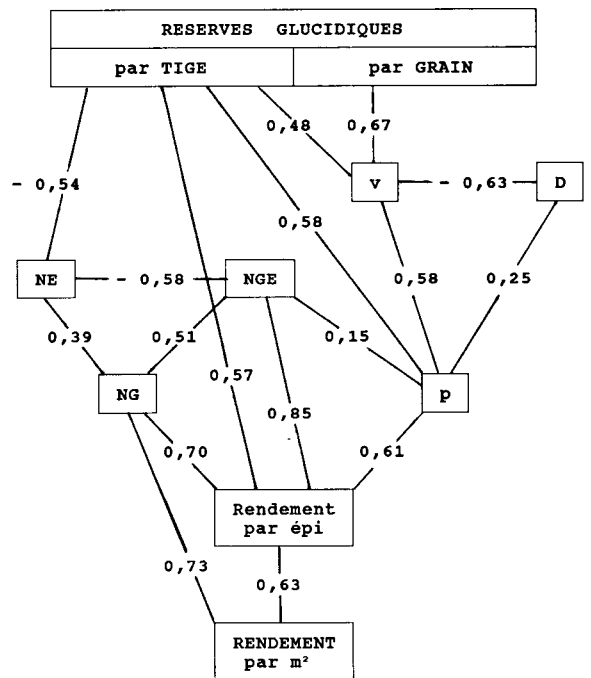 RESERVES GLUCIDIQUES
par TIGE
par GRAIN
0,48
0,67
- 0,54
v
- 0,63
D
0,58
NE
- 0,58
NGE
0,58
0,25
0,39
0,51
0,15
0,57
NG
p
0,85
0,70
0,61
Rendement
par épi
0,73
0,63
RENDEMENT
par m²